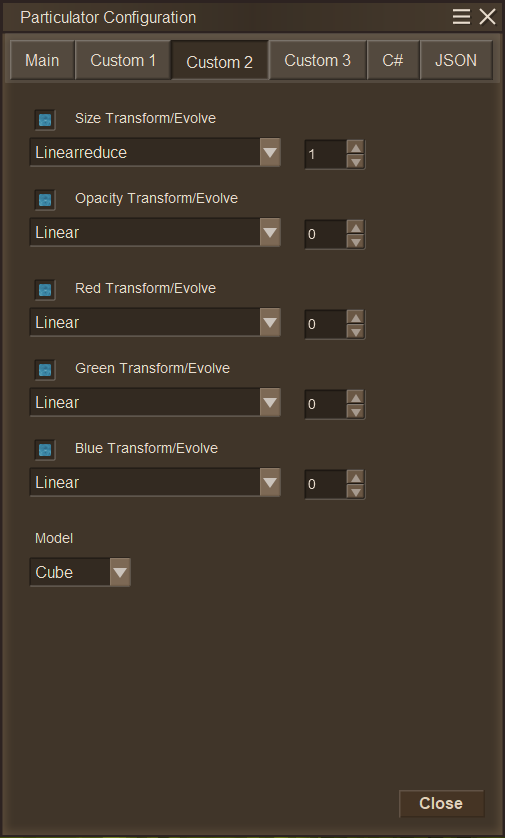 Particulator Configuration
Main Custom 1 Custom 2 Custom 3 C# JSON
Size Transform/Evolve
Linearreduce 1
Opacity Transform/Evolve
Linear 0
Red Transform/Evolve
Linear 0
Green Transform/Evolve
Linear 0
Blue Transform/Evolve
Linear 0
Model
Cube
Close